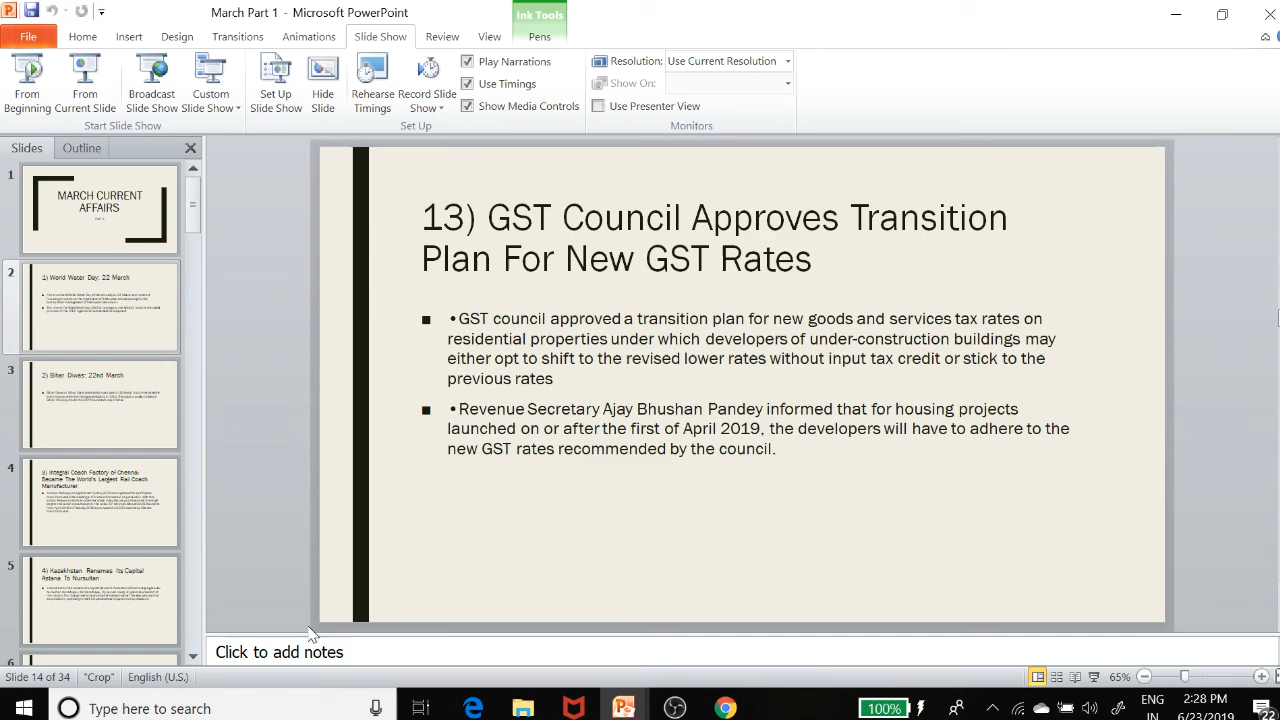 March Part 1 - Microsoft PowerPoint
Ink Tools
File Home Insert Design Transitions Animations Slide Show Review View Pens
From Beginning
From Current Slide
Broadcast Slide Show
Custom Slide Show
Set Up Slide Show
Hide Slide
Rehearse Timings
Record Slide Show
Play Narrations
Use Timings
Show Media Controls
Resolution: Use Current Resolution
Show On:
Use Presenter View
Start Slide Show
Set Up
Monitors
Slides Outline
1
MARCH CURRENT
AFFAIRS
2
1) World Water Day: 22 March
3
2) Bihar Diwas: 22nd March
4
3) Integral Coach Factory of Chennai
Became The World's Largest Rail Coach
Manufacturer
5
4) Kazakhstan Renames Its Capital
Astana To Nursultan
6
13) GST Council Approves Transition
Plan For New GST Rates
■ •GST council approved a transition plan for new goods and services tax rates on
residential properties under which developers of under-construction buildings may
either opt to shift to the revised lower rates without input tax credit or stick to the
previous rates
■ •Revenue Secretary Ajay Bhushan Pandey informed that for housing projects
launched on or after the first of April 2019, the developers will have to adhere to the
new GST rates recommended by the council.
Click to add notes
Slide 14 of 34 "Crop" English (U.S.) 65%
Type here to search
100%
ENG
IN
2:28 PM
6/23/2019